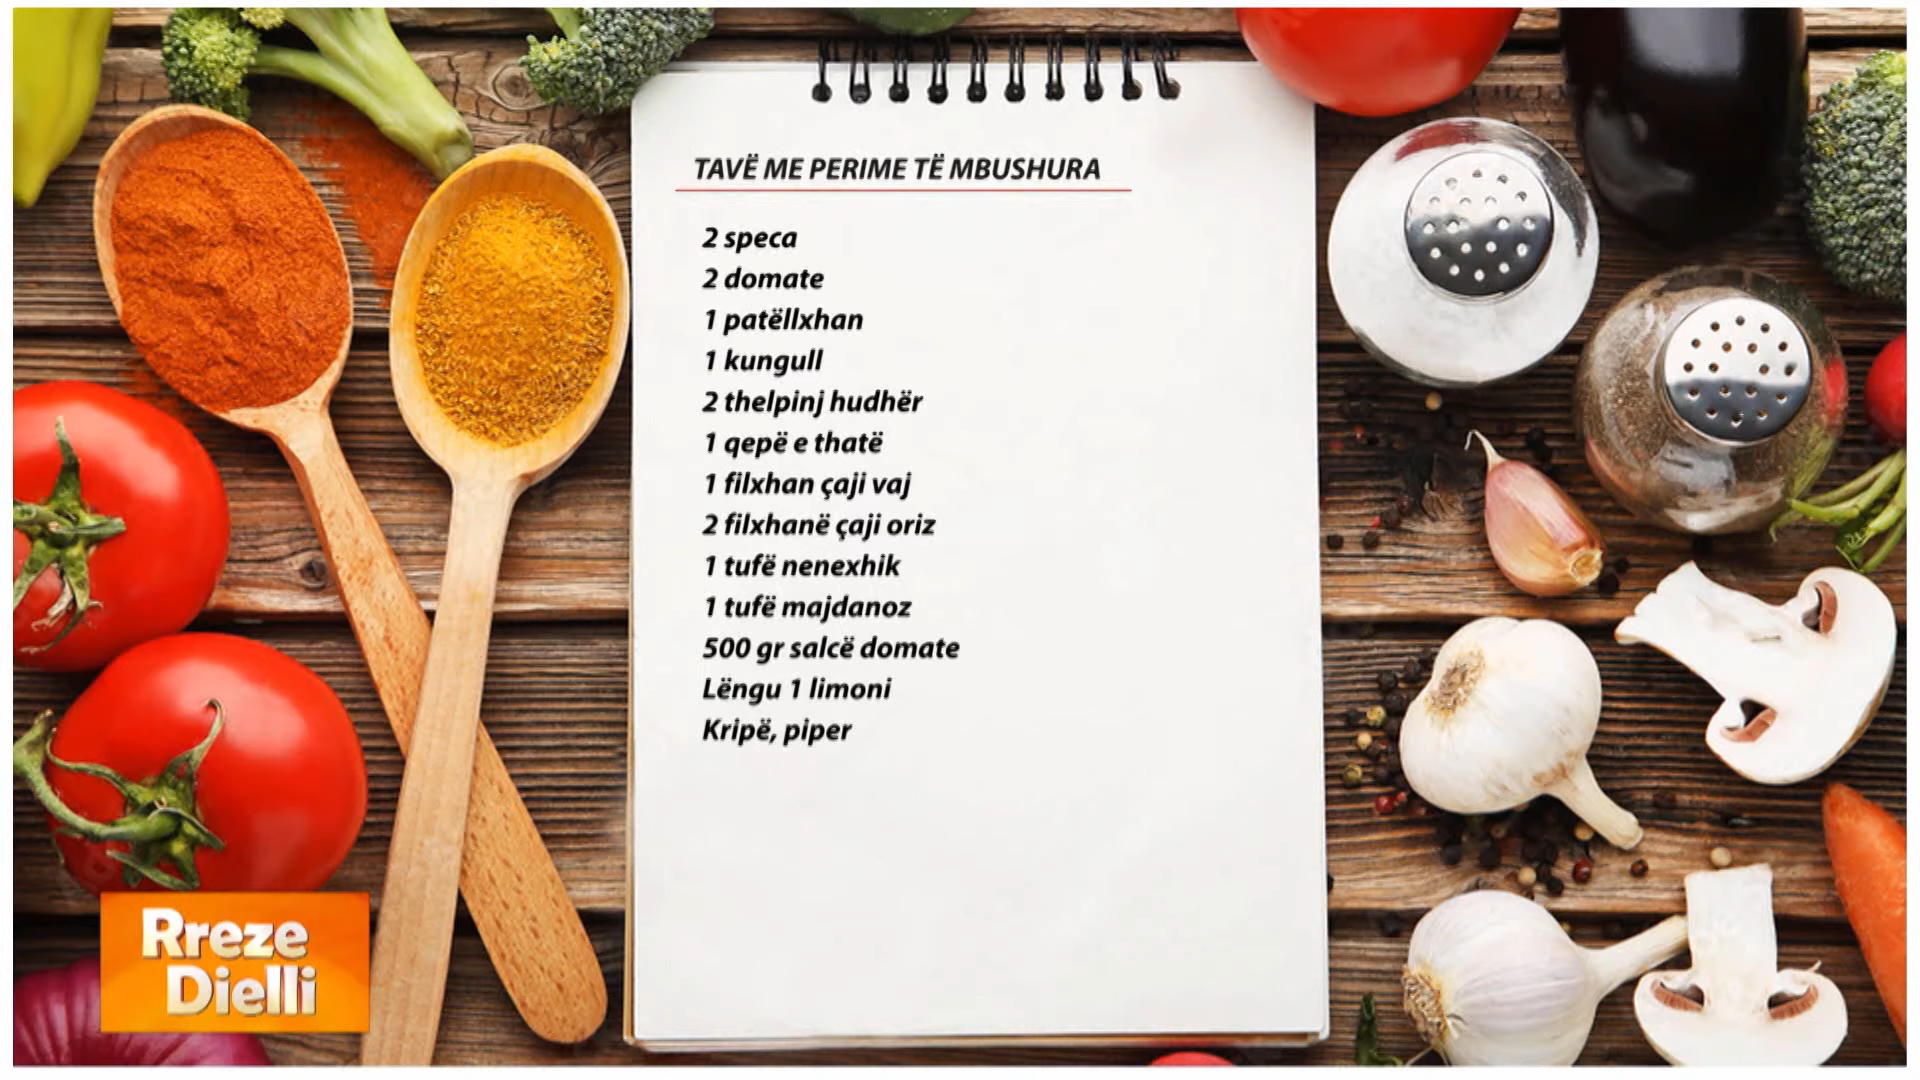 TAVË ME PERIME TË MBUSHURA
2 speca
2 domate
1 patëllxhan
1 kungull
2 thelpinj hudhër
1 qepë e thatë
1 filxhan çaji vaj
2 filxhanë çaji oriz
1 tufë nenexhik
1 tufë majdanoz
500 gr salcë domate
Lëngu 1 limoni
Kripë, piper
Rreze
Dielli